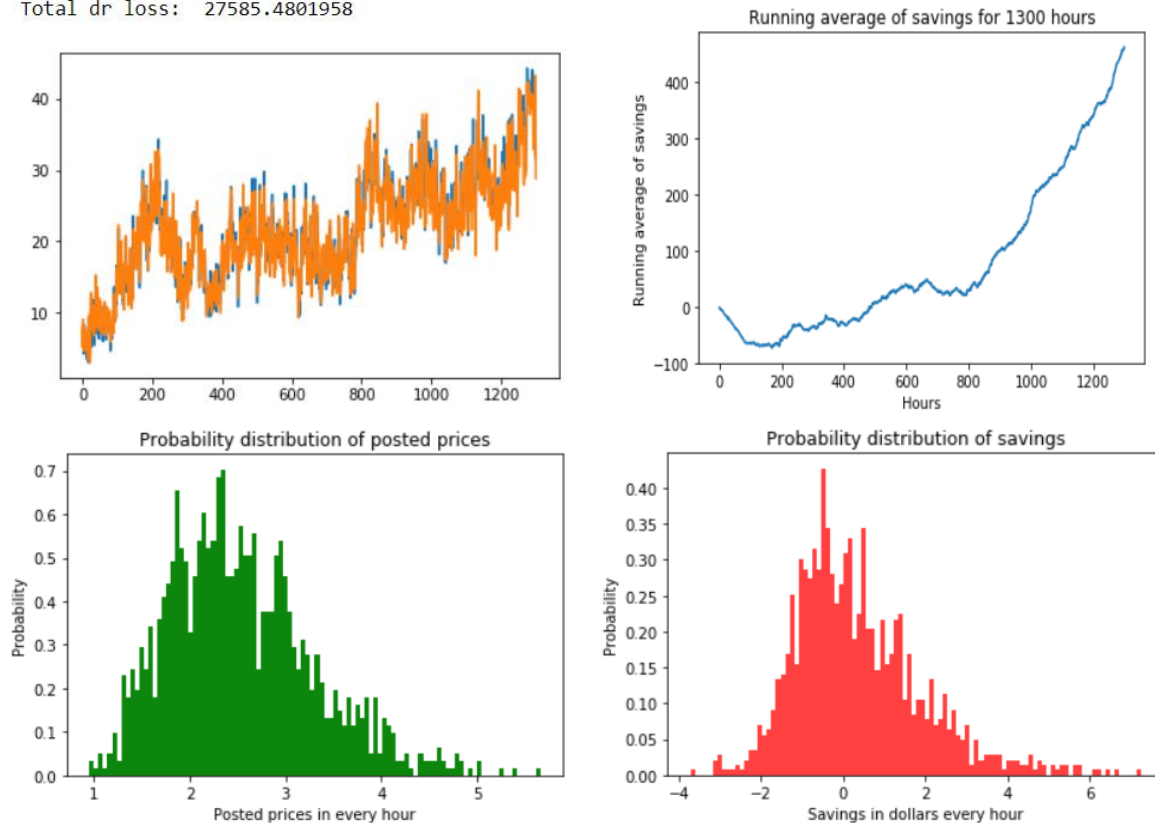 Total dr loss:  27585.4801958
40
30
20
10
0 200 400 600 800 1000 1200
Running average of savings for 1300 hours
Running average of savings
400
300
200
100
0
−100
0 200 400 600 800 1000 1200
Hours
Probability distribution of posted prices
Probability
0.7
0.6
0.5
0.4
0.3
0.2
0.1
0.0
1 2 3 4 5
Posted prices in every hour
Probability distribution of savings
Probability
0.40
0.35
0.30
0.25
0.20
0.15
0.10
0.05
0.00
−4 −2 0 2 4 6
Savings in dollars every hour